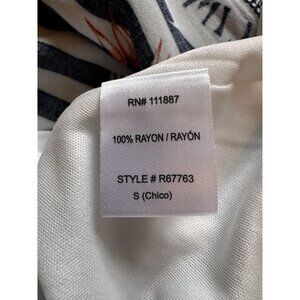 RN# 111887
100% RAYON / RAYÓN
STYLE # R67763
S (Chico)